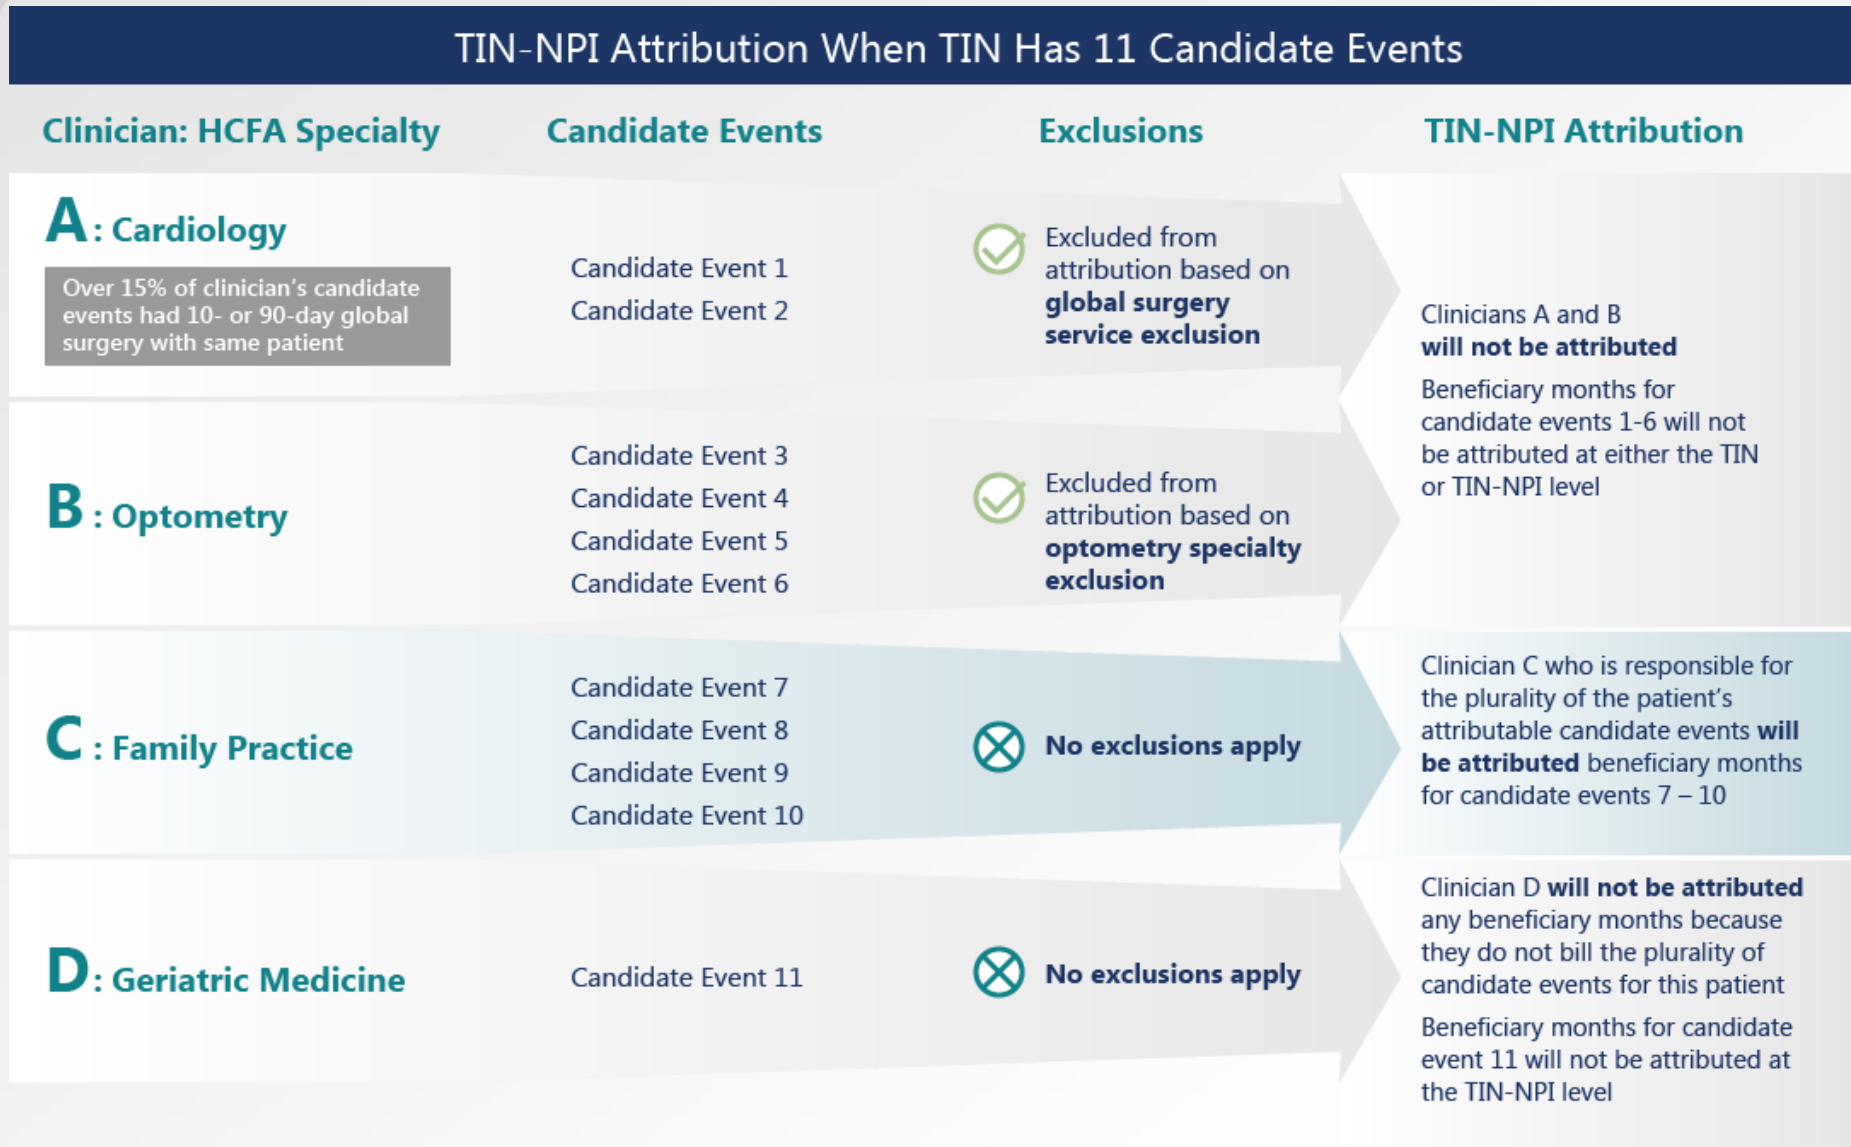 TIN-NPI Attribution When TIN Has 11 Candidate Events
Clinician: HCFA Specialty
Candidate Events
Exclusions
TIN-NPI Attribution
A: Cardiology
Over 15% of clinician's candidate
events had 10- or 90-day global
surgery with same patient
Candidate Event 1
Candidate Event 2
Excluded from
attribution based on
global surgery
service exclusion
B: Optometry
Candidate Event 3
Candidate Event 4
Candidate Event 5
Candidate Event 6
Excluded from
attribution based on
optometry specialty
exclusion
Clinicians A and B
will not be attributed
Beneficiary months for
candidate events 1-6 will not
be attributed at either the TIN
or TIN-NPI level
C: Family Practice
Candidate Event 7
Candidate Event 8
Candidate Event 9
Candidate Event 10
No exclusions apply
Clinician C who is responsible for
the plurality of the patient's
attributable candidate events will
be attributed beneficiary months
for candidate events 7 – 10
D: Geriatric Medicine
Candidate Event 11
No exclusions apply
Clinician D will not be attributed
any beneficiary months because
they do not bill the plurality of
candidate events for this patient
Beneficiary months for candidate
event 11 will not be attributed at
the TIN-NPI level